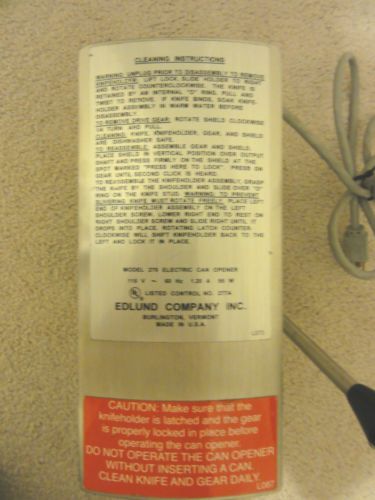 CLEANING INSTRUCTIONS:
WARNING: UNPLUG PRIOR TO DISASSEMBLY TO REMOVE
KNIFEHOLDER: LIFT LOCK, SLIDE HOLDER TO RIGHT
AND ROTATE COUNTERCLOCKWISE. THE KNIFE IS
RETAINED BY AN INTERNAL "O" RING, PULL AND
TWIST TO REMOVE. IF KNIFE BINDS, SOAK KNIFE-
HOLDER ASSEMBLY IN WARM WATER BEFORE
DISASSEMBLY.
TO REMOVE DRIVE GEAR: ROTATE SHIELD CLOCKWISE
1/4 TURN AND PULL.
CLEANING: KNIFE, KNIFEHOLDER, GEAR, AND SHIELD
ARE DISHWASHER SAFE.
TO REASSEMBLE: ASSEMBLE GEAR AND SHIELD,
PLACE SHIELD IN VERTICAL POSITION OVER OUTPUT
SHAFT AND PRESS FIRMLY ON THE SHIELD AT THE
SPOT MARKED "PRESS HERE TO LOCK". PRESS ON
GEAR UNTIL SECOND CLICK IS HEARD.
TO REASSEMBLE THE KNIFEHOLDER ASSEMBLY, GRASP
THE KNIFE BY THE SHOULDER AND SLIDE OVER "O"
RING ON THE KNIFE STUD. WARNING: TO PREVENT
SLIVERING KNIFE MUST ROTATE FREELY. PLACE LEFT
END OF KNIFEHOLDER ASSEMBLY ON THE LEFT
SHOULDER SCREW, LOWER RIGHT END TO REST ON
RIGHT SHOULDER SCREW AND SLIDE RIGHT UNTIL IT
DROPS INTO PLACE. ROTATING LATCH COUNTER-
CLOCKWISE WILL SHIFT KNIFEHOLDER BACK TO THE
LEFT AND LOCK IT IN PLACE.
MODEL 270 ELECTRIC CAN OPENER
115 V ~ 60 Hz 1.25 A 55 W
UL LISTED CONTROL NO. 277A
EDLUND COMPANY INC.
BURLINGTON, VERMONT
MADE IN U.S.A.
CAUTION: Make sure that the
knifeholder is latched and the gear
is properly locked in place before
operating the can opener.
DO NOT OPERATE THE CAN OPENER
WITHOUT INSERTING A CAN.
CLEAN KNIFE AND GEAR DAILY.
L057